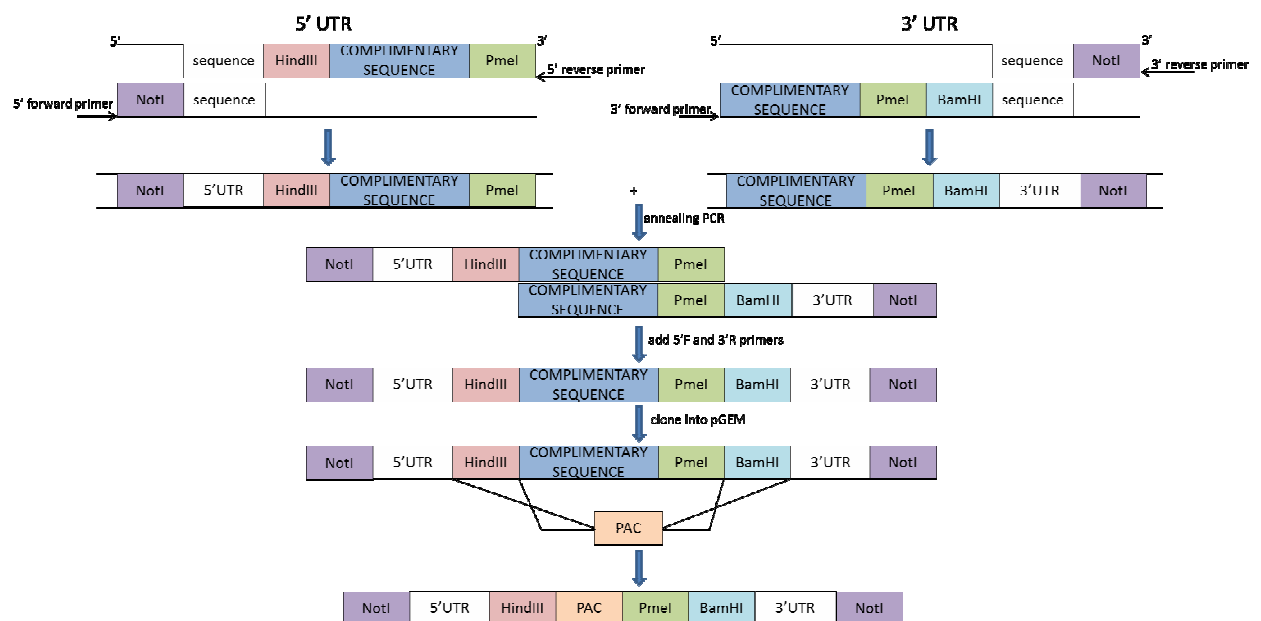 5’ UTR
3’ UTR
5’
3’
5’
3’
sequence
HindIII
COMPLIMENTARY
SEQUENCE
PmeI
5’ reverse primer
sequence
NotI
3’ reverse primer
5’ forward primer
NotI
sequence
3’ forward primer
COMPLIMENTARY
SEQUENCE
PmeI
BamHI
sequence
NotI
5’UTR
HindIII
COMPLIMENTARY
SEQUENCE
PmeI
+
COMPLIMENTARY
SEQUENCE
PmeI
BamHI
3’UTR
NotI
annealing PCR
NotI
5’UTR
HindIII
COMPLIMENTARY
SEQUENCE
PmeI
COMPLIMENTARY
SEQUENCE
PmeI
BamHI
3’UTR
NotI
add 5’F and 3’R primers
NotI
5’UTR
HindIII
COMPLIMENTARY
SEQUENCE
PmeI
BamHI
3’UTR
NotI
clone into pGEM
NotI
5’UTR
HindIII
COMPLIMENTARY
SEQUENCE
PmeI
BamHI
3’UTR
NotI
PAC
NotI
5’UTR
HindIII
PAC
PmeI
BamHI
3’UTR
NotI